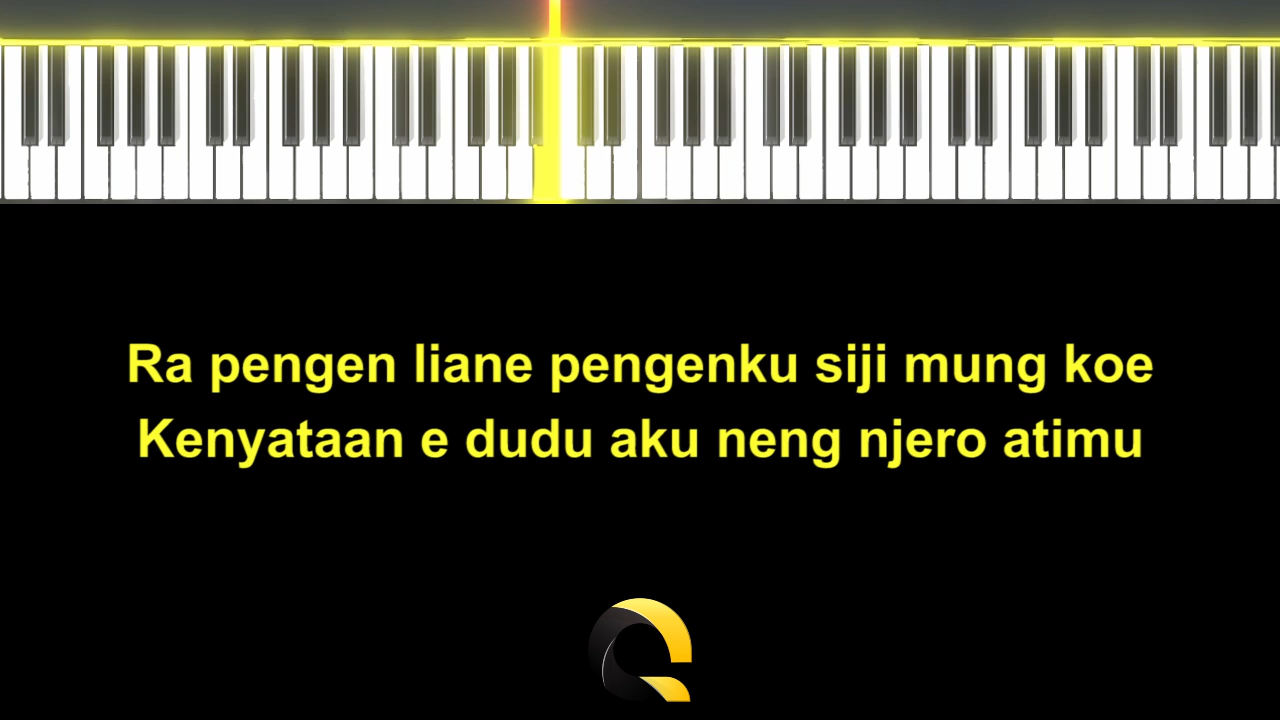 Ra pengen liane pengenku siji mung koe
Kenyataan e dudu aku neng njero atimu